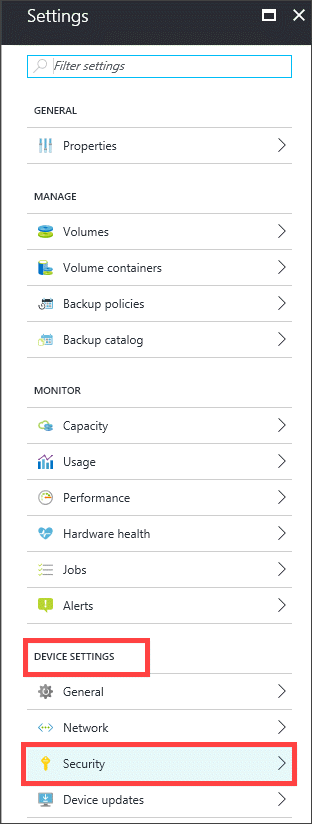 Settings
Filter settings
GENERAL
Properties
MANAGE
Volumes
Volume containers
Backup policies
Backup catalog
MONITOR
Capacity
Usage
Performance
Hardware health
Jobs
Alerts
DEVICE SETTINGS
General
Network
Security
Device updates